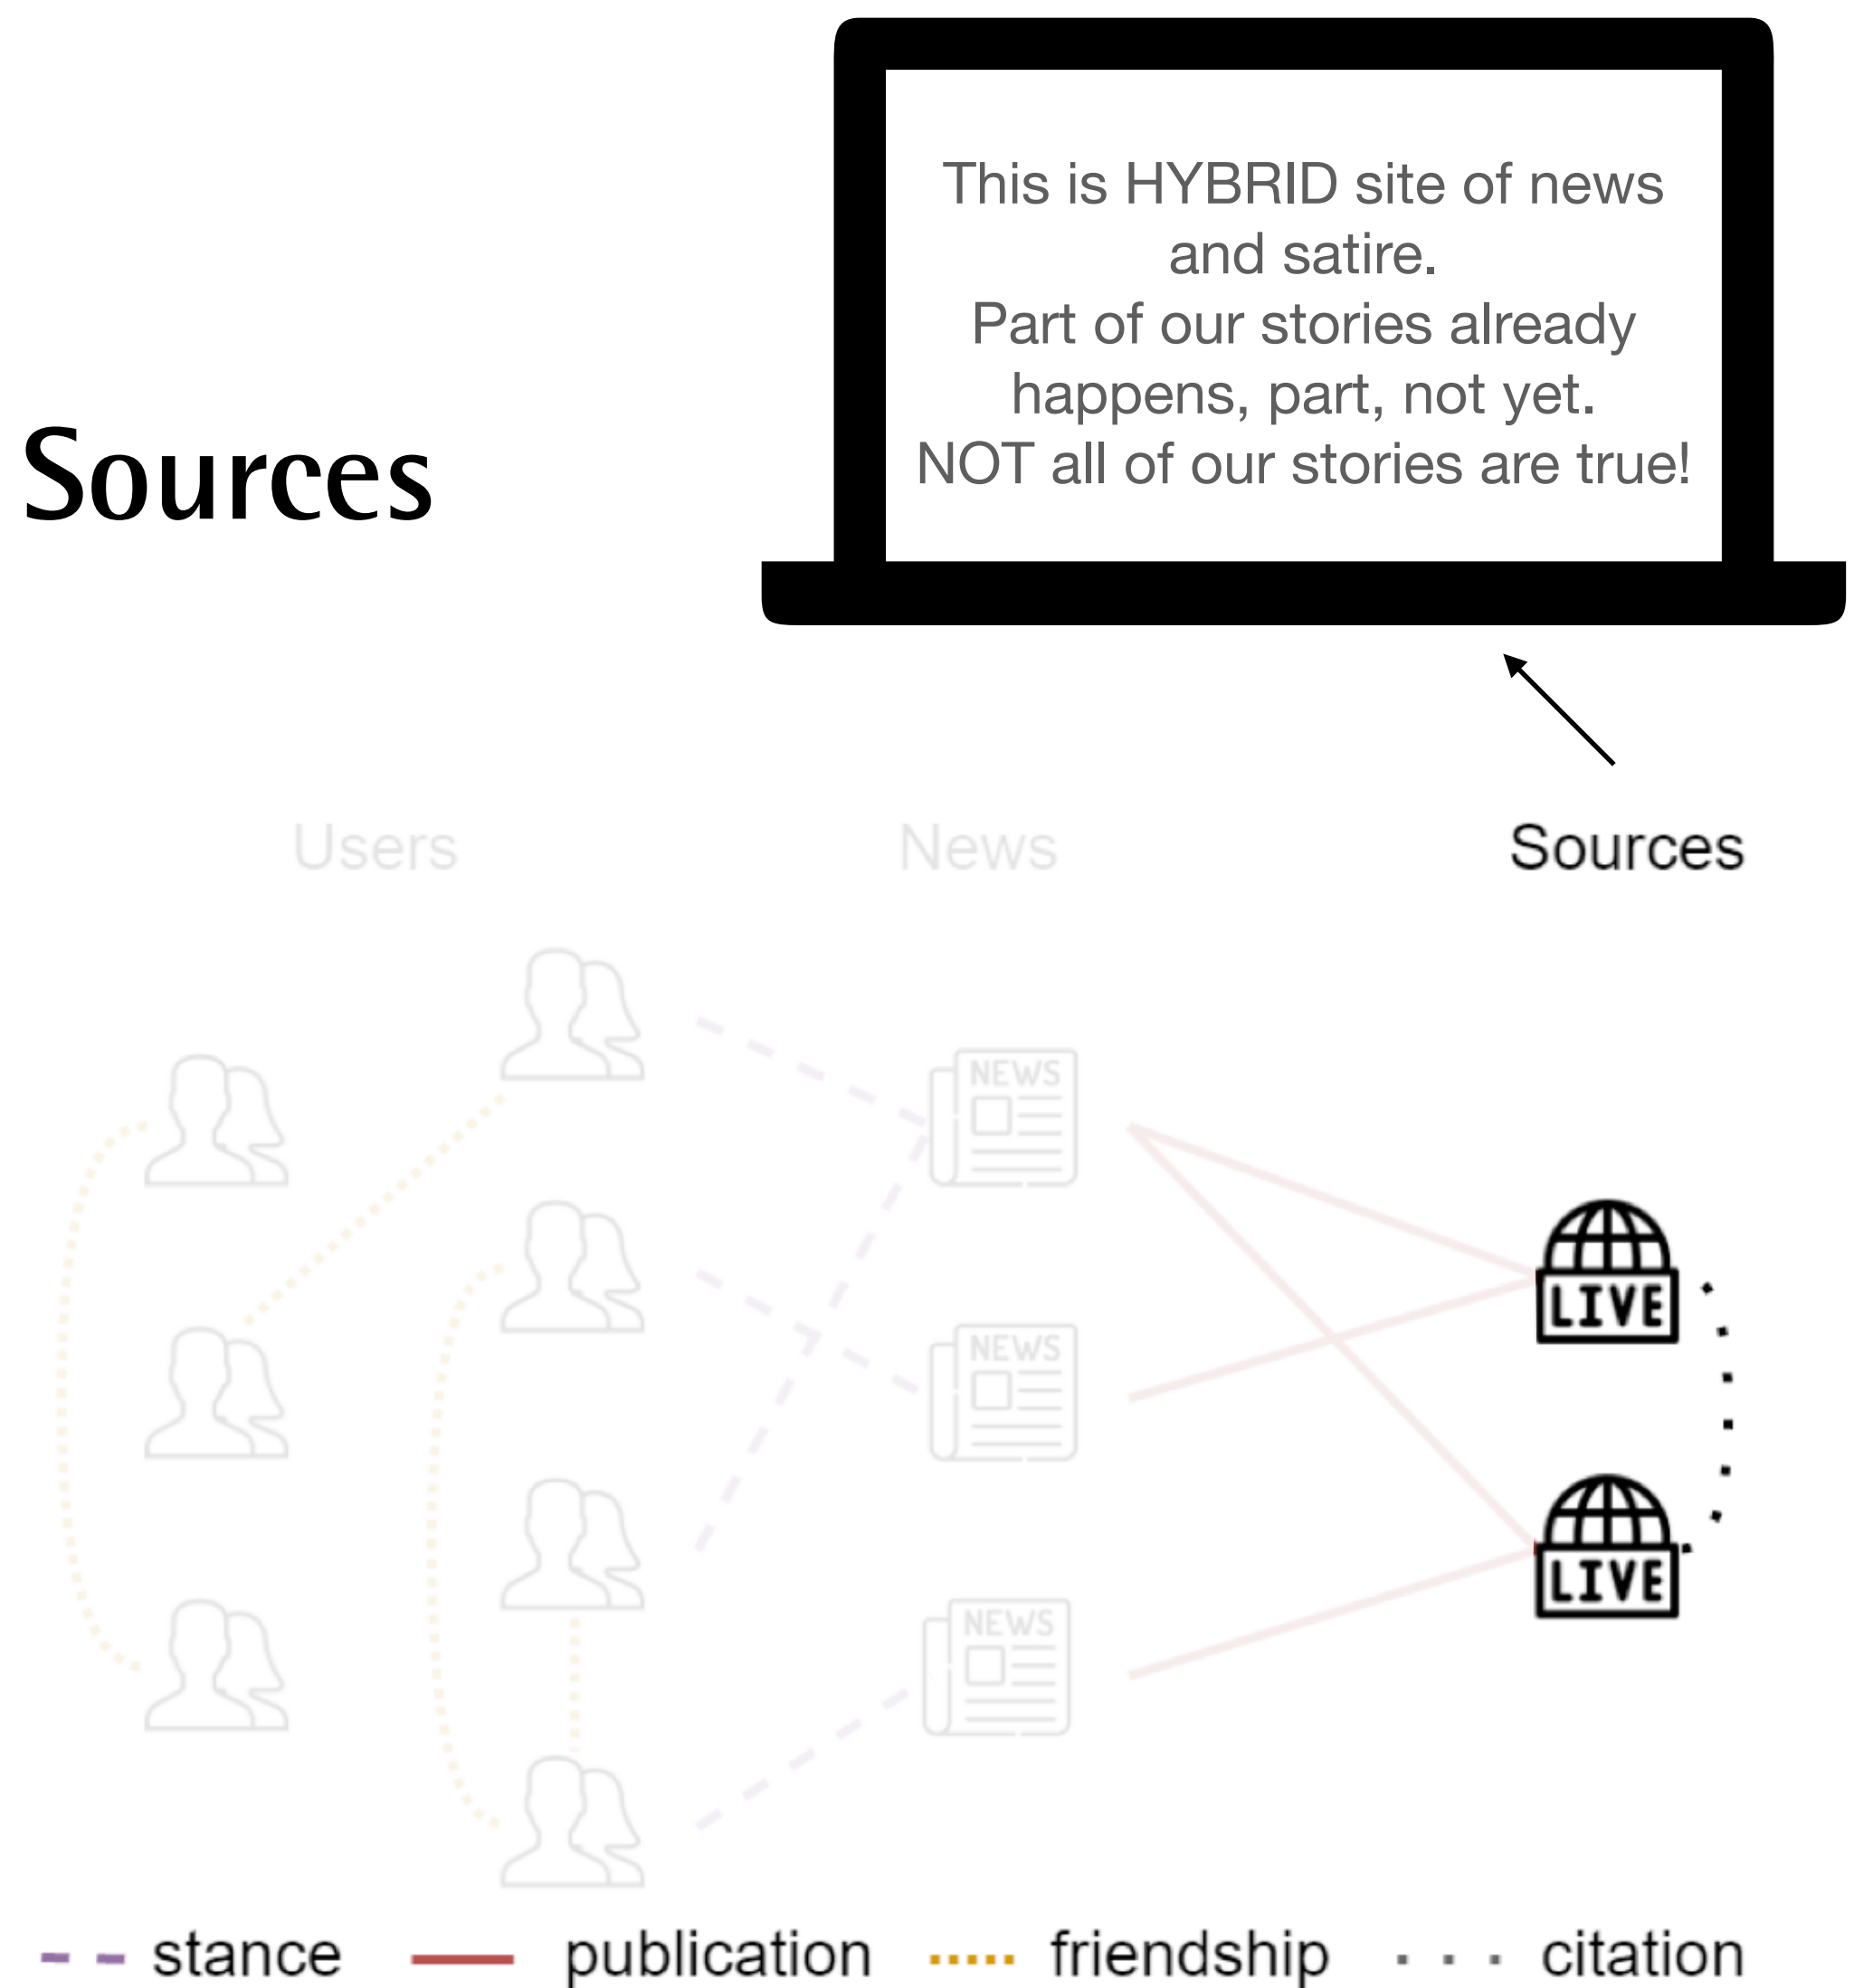 This is HYBRID site of news
and satire.
Part of our stories already
happens, part, not yet.
NOT all of our stories are true!
Sources
Users
News
Sources
NEWS
LIVE
NEWS
LIVE
NEWS
stance
publication
friendship
citation